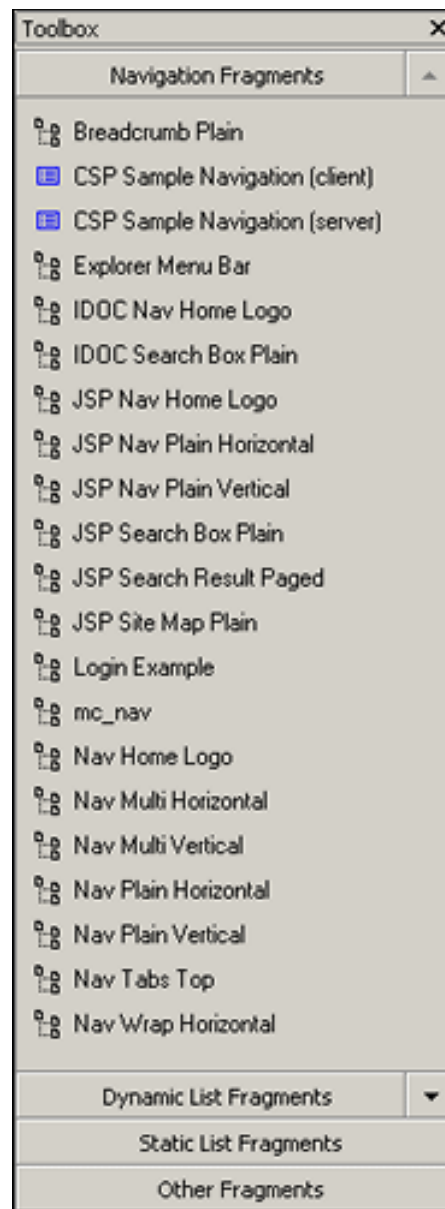 Toolbox
Navigation Fragments
Breadcrumb Plain
CSP Sample Navigation (client)
CSP Sample Navigation (server)
Explorer Menu Bar
IDOC Nav Home Logo
IDOC Search Box Plain
JSP Nav Home Logo
JSP Nav Plain Horizontal
JSP Nav Plain Vertical
JSP Search Box Plain
JSP Search Result Paged
JSP Site Map Plain
Login Example
mc_nav
Nav Home Logo
Nav Multi Horizontal
Nav Multi Vertical
Nav Plain Horizontal
Nav Plain Vertical
Nav Tabs Top
Nav Wrap Horizontal
Dynamic List Fragments
Static List Fragments
Other Fragments